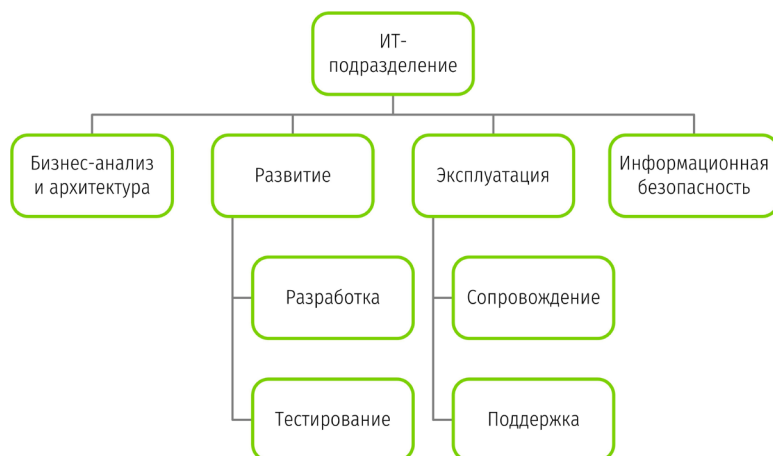 ИТ-
подразделение
Бизнес-анализ
и архитектура
Развитие
Эксплуатация
Информационная
безопасность
Разработка
Сопровождение
Тестирование
Поддержка